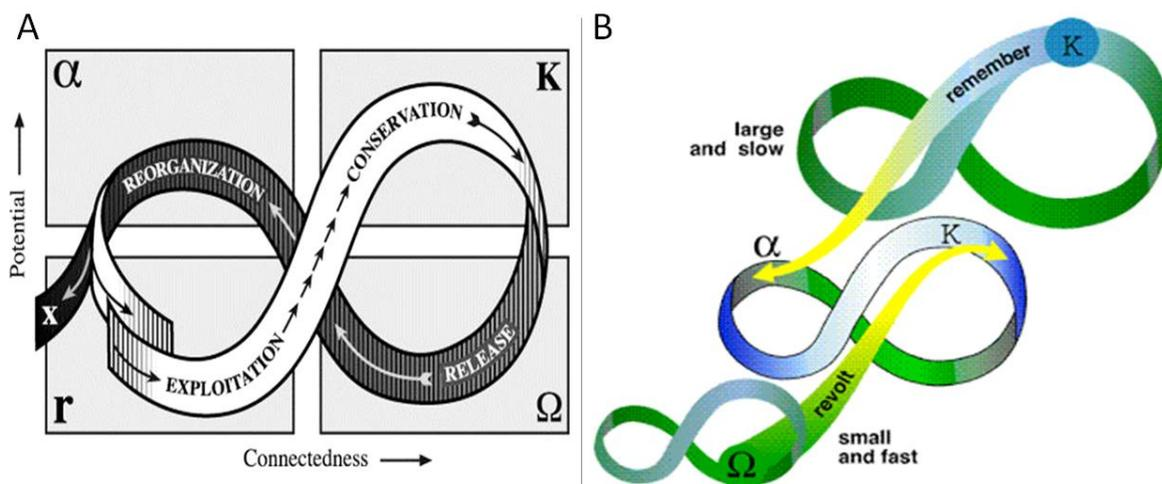 A
α
K
REORGANIZATION
CONSERVATION
Potential
x
EXPLOITATION
RELEASE
r
Ω
Connectedness
B
K
remember
large
and slow
α
K
revolt
small
and fast
Ω